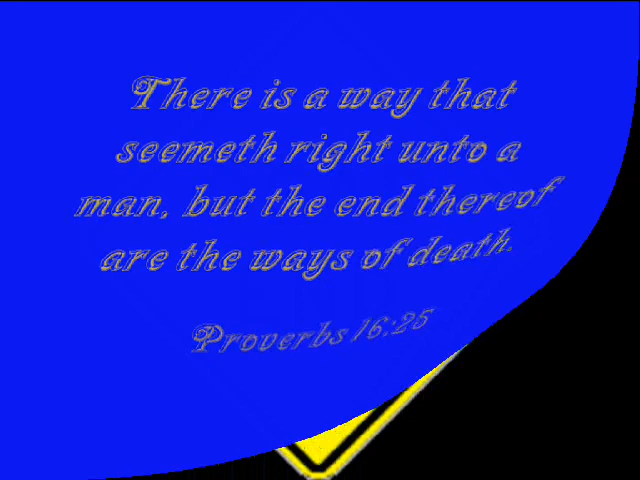 There is a way that
seemeth right unto a
man, but the end thereof
are the ways of death.
Proverbs 16:25